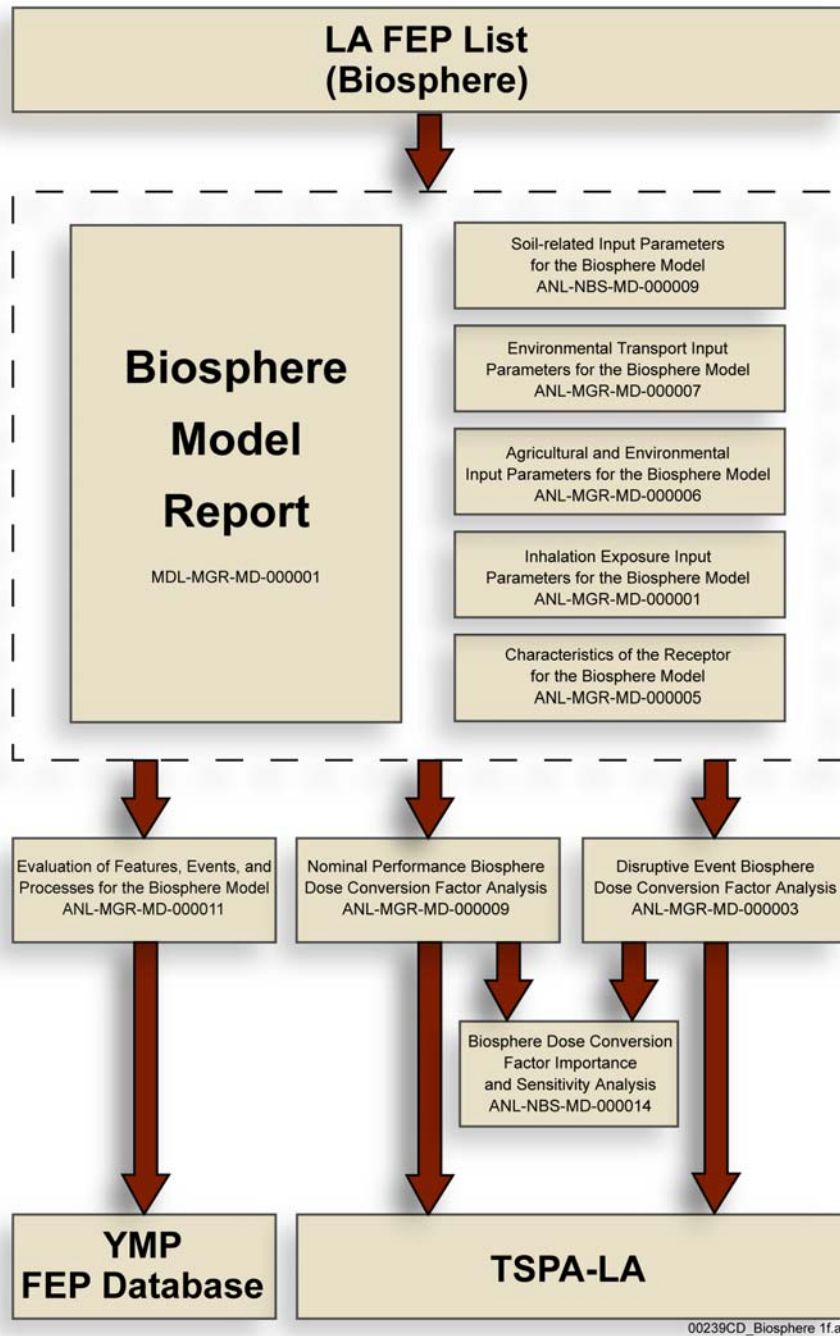 LA FEP List
(Biosphere)
Biosphere
Model
Report
MDL-MGR-MD-000001
Soil-related Input Parameters
for the Biosphere Model
ANL-NBS-MD-000009
Environmental Transport Input
Parameters for the Biosphere Model
ANL-MGR-MD-000007
Agricultural and Environmental
Input Parameters for the Biosphere Model
ANL-MGR-MD-000006
Inhalation Exposure Input
Parameters for the Biosphere Model
ANL-MGR-MD-000001
Characteristics of the Receptor
for the Biosphere Model
ANL-MGR-MD-000005
Evaluation of Features, Events, and
Processes for the Biosphere Model
ANL-MGR-MD-000011
Nominal Performance Biosphere
Dose Conversion Factor Analysis
ANL-MGR-MD-000009
Disruptive Event Biosphere
Dose Conversion Factor Analysis
ANL-MGR-MD-000003
Biosphere Dose Conversion
Factor Importance
and Sensitivity Analysis
ANL-NBS-MD-000014
YMP
FEP Database
TSPA-LA
00239CD_Biosphere 1f.a